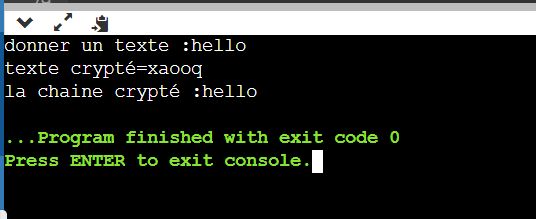 donner un texte :hello
texte crypté=xaooq
la chaine crypté :hello
...Program finished with exit code 0
Press ENTER to exit console.